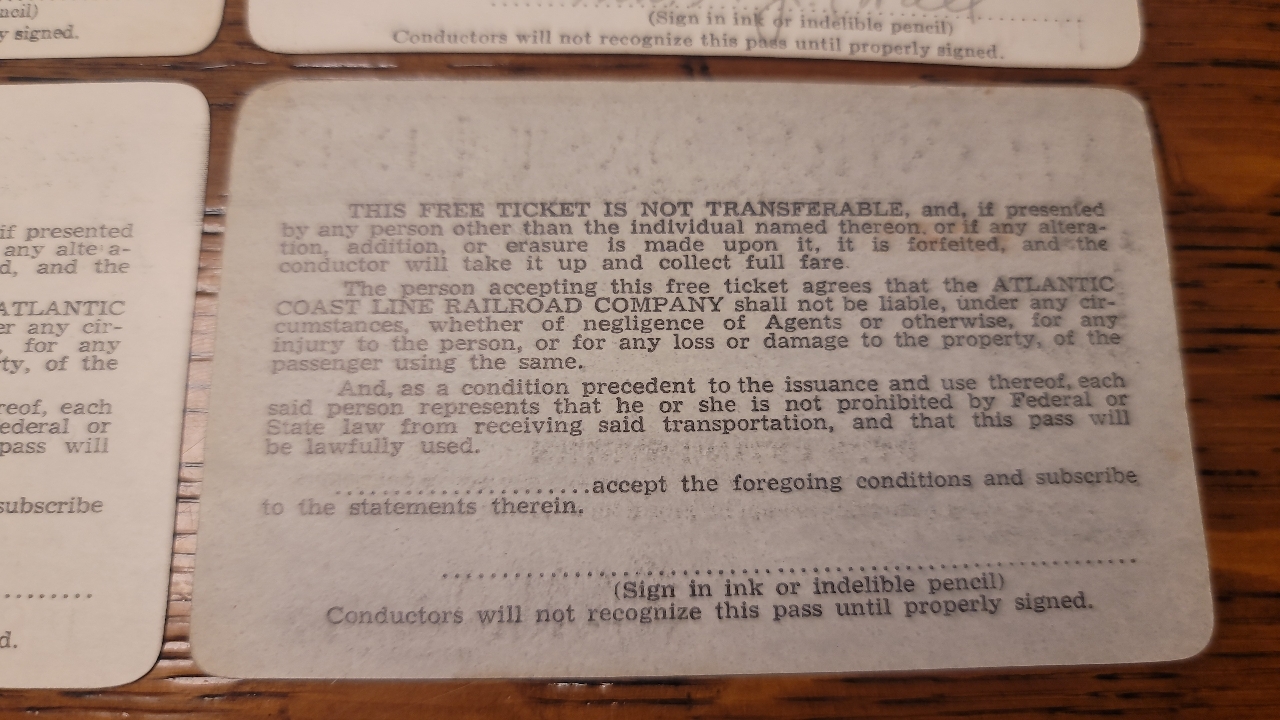 ncil)
y signed.
(Sign in ink or indelible pencil)
Conductors will not recognize this pass until properly signed.
if presented
any altera-
d, and the
ATLANTIC
er any cir-
, for any
ty, of the
reof, each
ederal or
pass will
subscribe
d.
THIS FREE TICKET IS NOT TRANSFERABLE, and, if presented
by any person other than the individual named thereon, or if any altera-
tion, addition, or erasure is made upon it, it is forfeited, and the
conductor will take it up and collect full fare.
The person accepting this free ticket agrees that the ATLANTIC
COAST LINE RAILROAD COMPANY shall not be liable, under any cir-
cumstances, whether of negligence of Agents or otherwise, for any
injury to the person, or for any loss or damage to the property, of the
passenger using the same.
And, as a condition precedent to the issuance and use thereof, each
said person represents that he or she is not prohibited by Federal or
State law from receiving said transportation, and that this pass will
be lawfully used.
......................accept the foregoing conditions and subscribe
to the statements therein.
(Sign in ink or indelible pencil)
Conductors will not recognize this pass until properly signed.